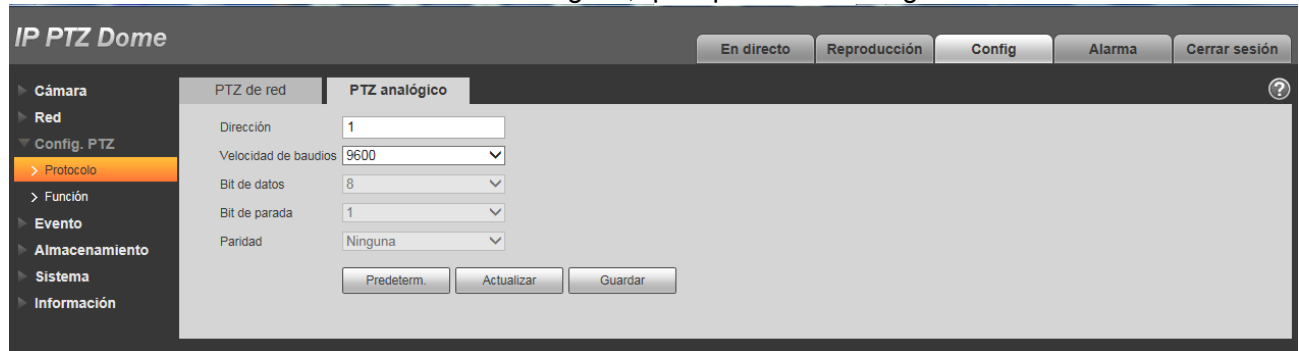 IP PTZ Dome
En directo
Reproducción
Config
Alarma
Cerrar sesión
Cámara
Red
Config. PTZ
> Protocolo
> Función
Evento
Almacenamiento
Sistema
Información
PTZ de red
PTZ analógico
?
Dirección 1
Velocidad de baudios 9600
Bit de datos 8
Bit de parada 1
Paridad Ninguna
Predeterm.
Actualizar
Guardar